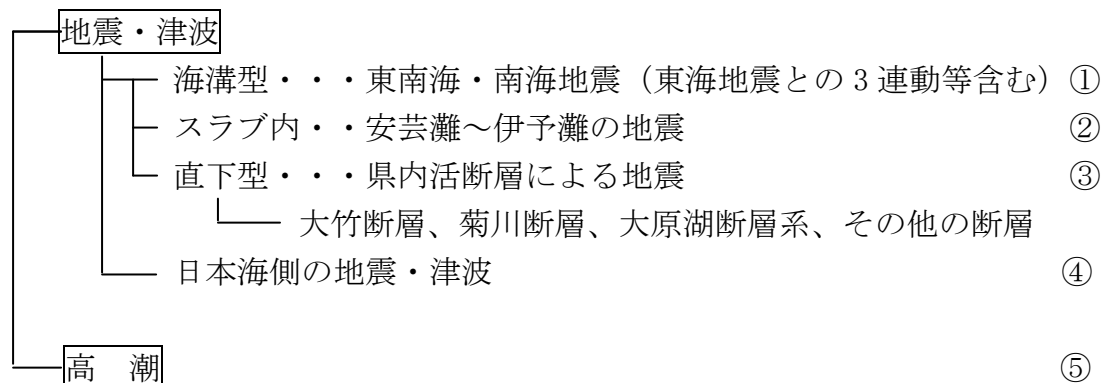 地震・津波
海溝型・・・東南海・南海地震（東海地震との3連動等含む）①
スラブ内・・安芸灘～伊予灘の地震 ②
直下型・・・県内活断層による地震 ③
大竹断層、菊川断層、大原湖断層系、その他の断層
日本海側の地震・津波 ④
高　潮 ⑤